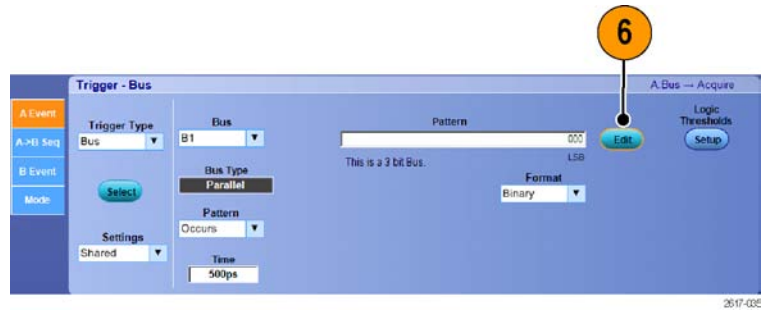 6
Trigger - Bus
A.Bus → Acquire
A Event
A->B Seq
B Event
Mode
Trigger Type
Bus
Select
Settings
Shared
Bus
B1
Bus Type
Parallel
Pattern
Occurs
Time
500ps
Pattern
000
LSB
This is a 3 bit Bus.
Format
Binary
Edit
Logic
Thresholds
Setup
2617-035